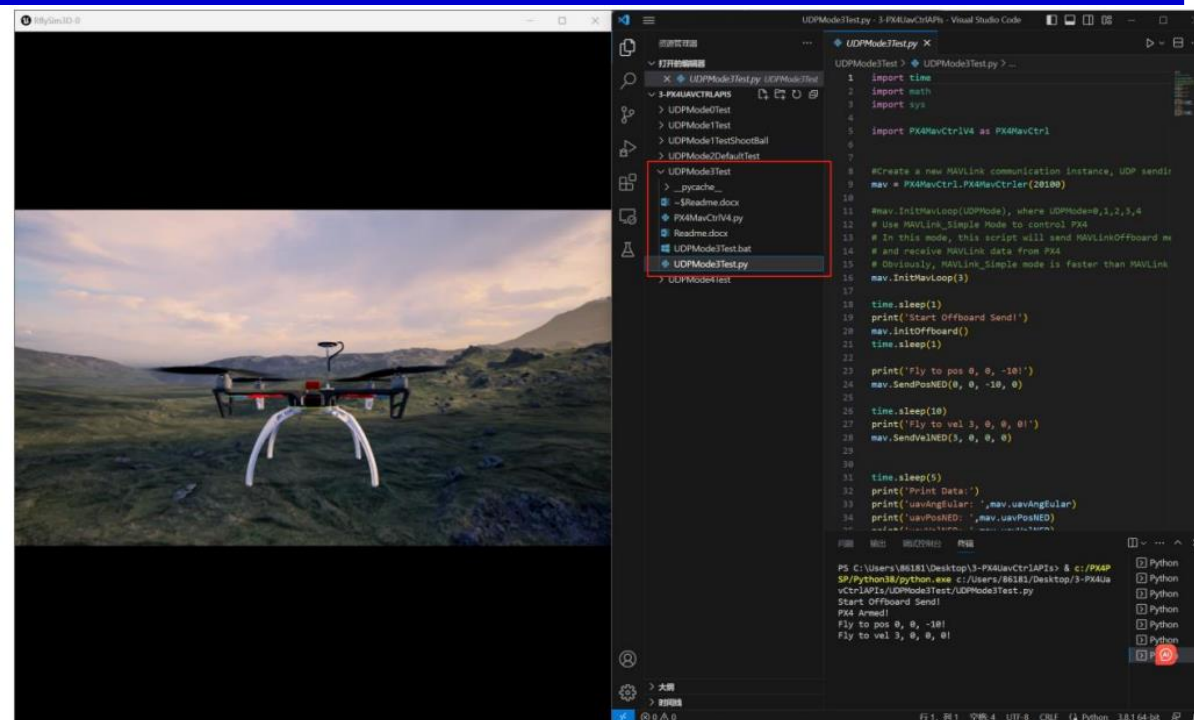 RflySim3D-0
UDPMode3Test.py - 3-PX4UavCtrlAPIs - Visual Studio Code
资源管理器
打开的编辑器
UDPMode3Test.py UDPMode3Test
3-PX4UAVCTRLAPIS
UDPMode0Test
UDPMode1Test
UDPMode1TestShootBall
UDPMode2DefaultTest
UDPMode3Test
__pycache__
~$Readme.docx
PX4MavCtrlV4.py
Readme.docx
UDPMode3Test.bat
UDPMode3Test.py
UDPMode4Test
大纲
时间线
UDPMode3Test.py
UDPMode3Test > UDPMode3Test.py > ...
1 import time
2 import math
3 import sys
4
5 import PX4MavCtrlV4 as PX4MavCtrl
6
7
8 #Create a new MAVLink communication instance, UDP sendin
9 mav = PX4MavCtrl.PX4MavCtrler(20100)
10
11 #mav.InitMavLoop(UDPMode), where UDPMode=0,1,2,3,4
12 # Use MAVLink_Simple Mode to control PX4
13 # In this mode, this script will send MAVLinkOffboard me
14 # and receive MAVLink data from PX4
15 # Obviously, MAVLink_Simple mode is faster than MAVLink
16 mav.InitMavLoop(3)
17
18 time.sleep(1)
19 print('Start Offboard Send!')
20 mav.initOffboard()
21 time.sleep(1)
22
23 print('Fly to pos 0, 0, -10!')
24 mav.SendPosNED(0, 0, -10, 0)
25
26 time.sleep(10)
27 print('Fly to vel 3, 0, 0, 0!')
28 mav.SendVelNED(3, 0, 0, 0)
29
30
31 time.sleep(5)
32 print('Print Data:')
33 print('uavAngEular: ',mav.uavAngEular)
34 print('uavPosNED: ',mav.uavPosNED)
问题 输出 调试控制台 终端
PS C:\Users\86181\Desktop\3-PX4UavCtrlAPIs> & c:/PX4P
SP/Python38/python.exe c:/Users/86181/Desktop/3-PX4Ua
vCtrlAPIs/UDPMode3Test/UDPMode3Test.py
Start Offboard Send!
PX4 Armed!
Fly to pos 0, 0, -10!
Fly to vel 3, 0, 0, 0!
Python
Python
Python
Python
Python
Python
0 0
行 1，列 1 空格: 4 UTF-8 CRLF Python 3.8.1 64-bit